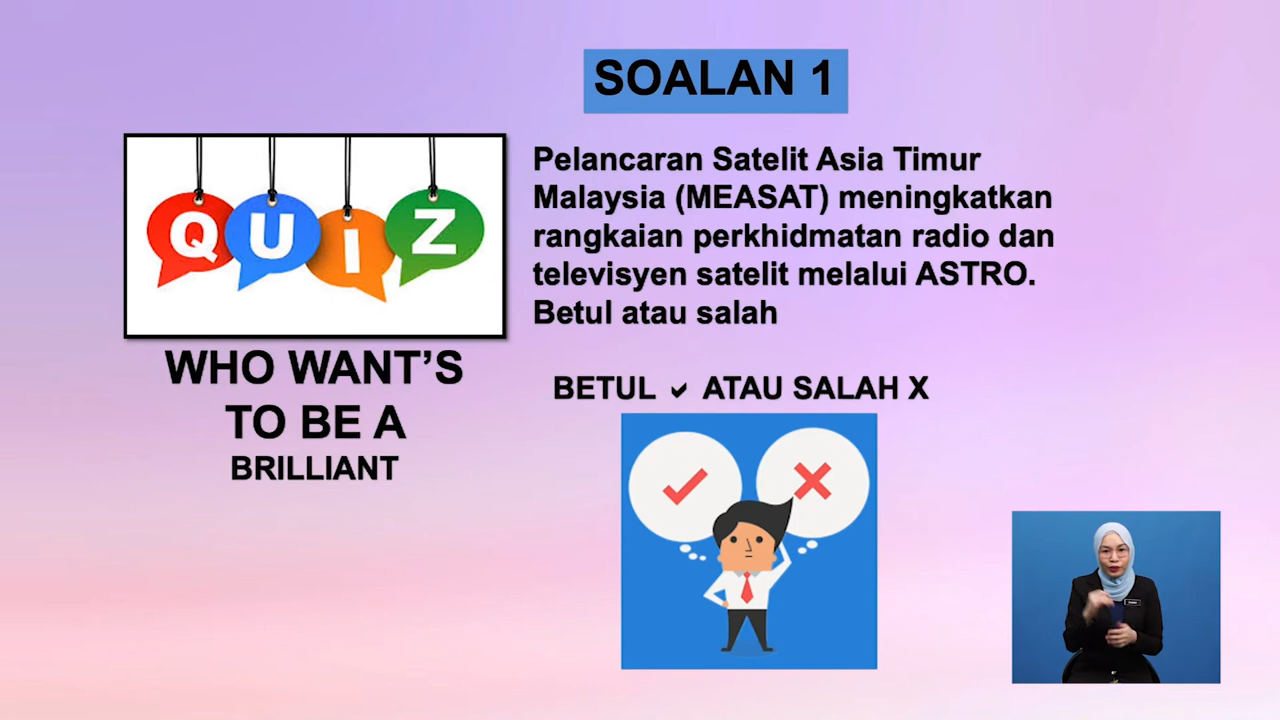 SOALAN 1
QUIZ
WHO WANT’S
TO BE A
BRILLIANT
Pelancaran Satelit Asia Timur
Malaysia (MEASAT) meningkatkan
rangkaian perkhidmatan radio dan
televisyen satelit melalui ASTRO.
Betul atau salah
BETUL ✓ ATAU SALAH X